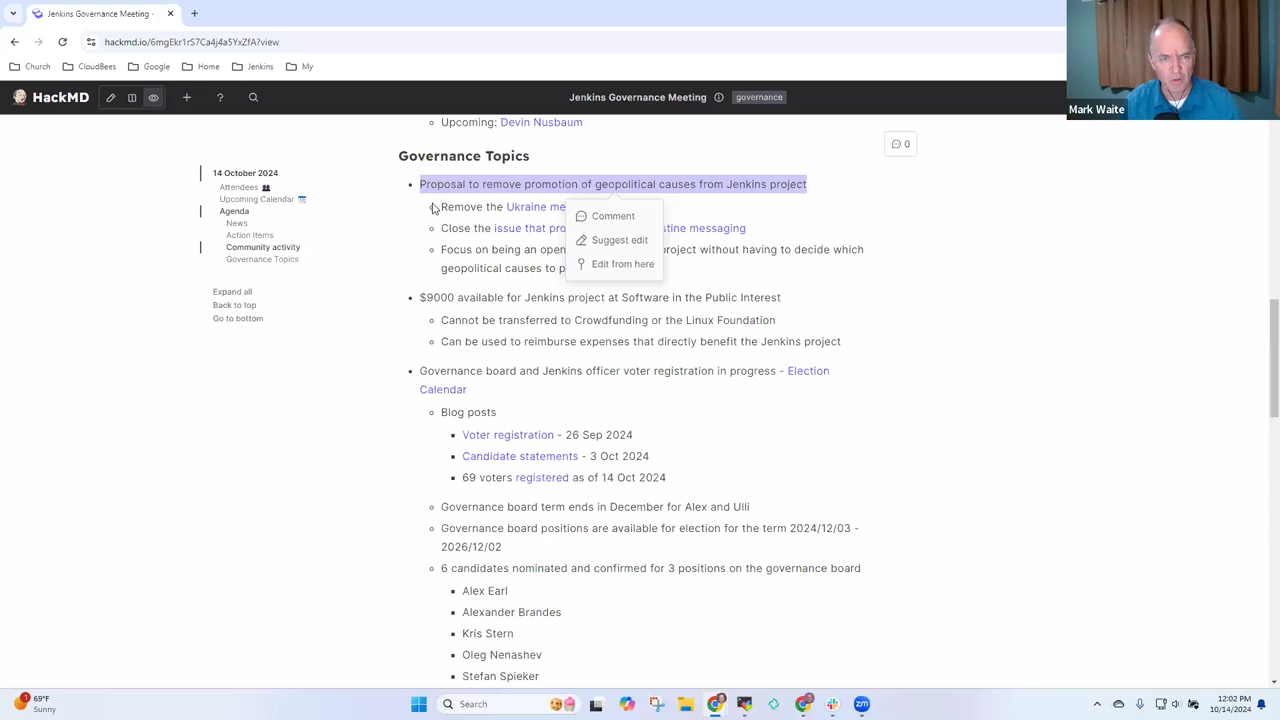 Jenkins Governance Meeting -
hackmd.io/6mgEkr1rS7Ca4j4a5YxZfA?view
Church CloudBees Google Home Jenkins My
HackMD
Jenkins Governance Meeting
governance
Mark Waite
0
14 October 2024
Attendees
Upcoming Calendar
Agenda
News
Action Items
Community activity
Governance Topics
Expand all
Back to top
Go to bottom
Upcoming: Devin Nusbaum
Governance Topics
Proposal to remove promotion of geopolitical causes from Jenkins project
Remove the Ukraine me
Close the issue that pro tine messaging
Focus on being an open project without having to decide which
geopolitical causes to p
Comment
Suggest edit
Edit from here
$9000 available for Jenkins project at Software in the Public Interest
Cannot be transferred to Crowdfunding or the Linux Foundation
Can be used to reimburse expenses that directly benefit the Jenkins project
Governance board and Jenkins officer voter registration in progress - Election
Calendar
Blog posts
Voter registration - 26 Sep 2024
Candidate statements - 3 Oct 2024
69 voters registered as of 14 Oct 2024
Governance board term ends in December for Alex and Ulli
Governance board positions are available for election for the term 2024/12/03 -
2026/12/02
6 candidates nominated and confirmed for 3 positions on the governance board
Alex Earl
Alexander Brandes
Kris Stern
Oleg Nenashev
Stefan Spieker
1
69°F
Sunny
Search
12:02 PM
10/14/2024